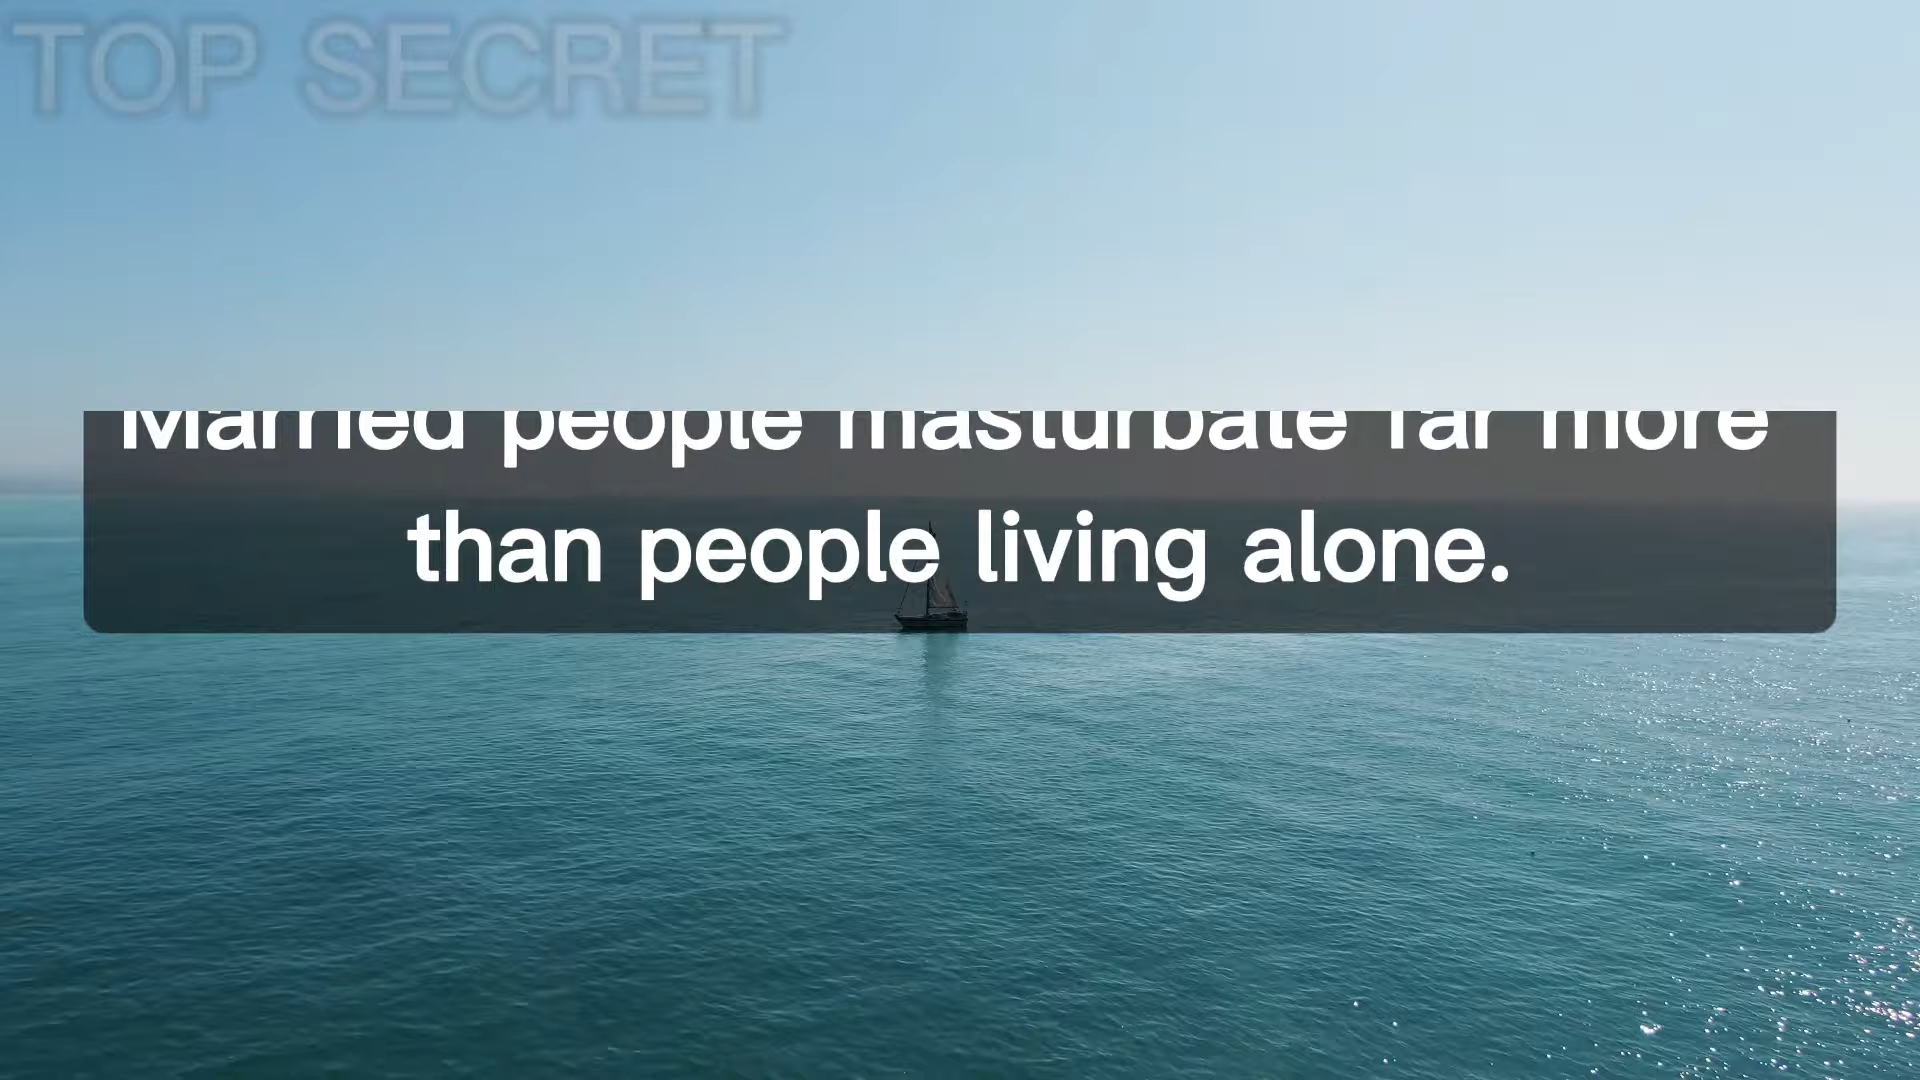 TOP SECRET
Married people masturbate far more
than people living alone.